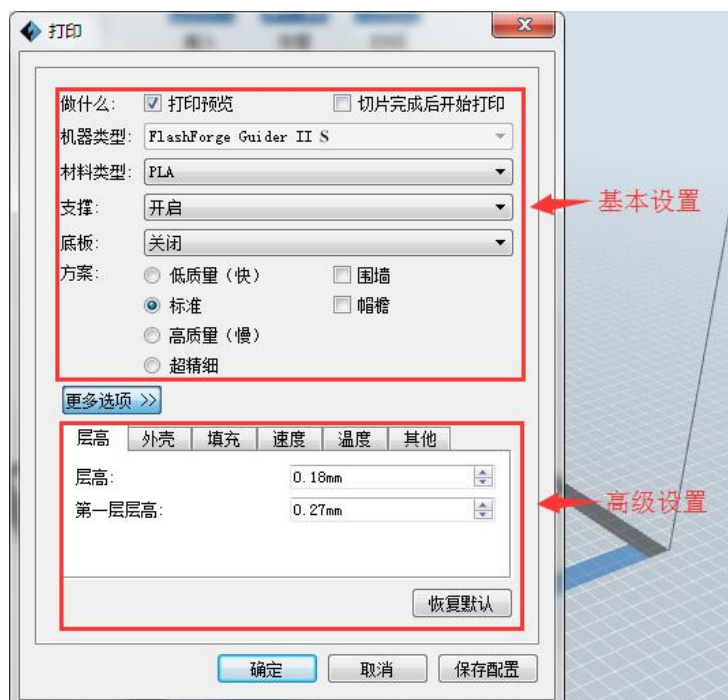 打印
做什么: 打印预览 切片完成后开始打印
机器类型: FlashForge Guider II S
材料类型: PLA
支撑: 开启
基本设置
底板: 关闭
方案: 低质量（快） 围墙
标准 帽檐
高质量（慢）
超精细
更多选项 >>
层高 外壳 填充 速度 温度 其他
层高: 0.18mm
第一层层高: 0.27mm
高级设置
恢复默认
确定 取消 保存配置